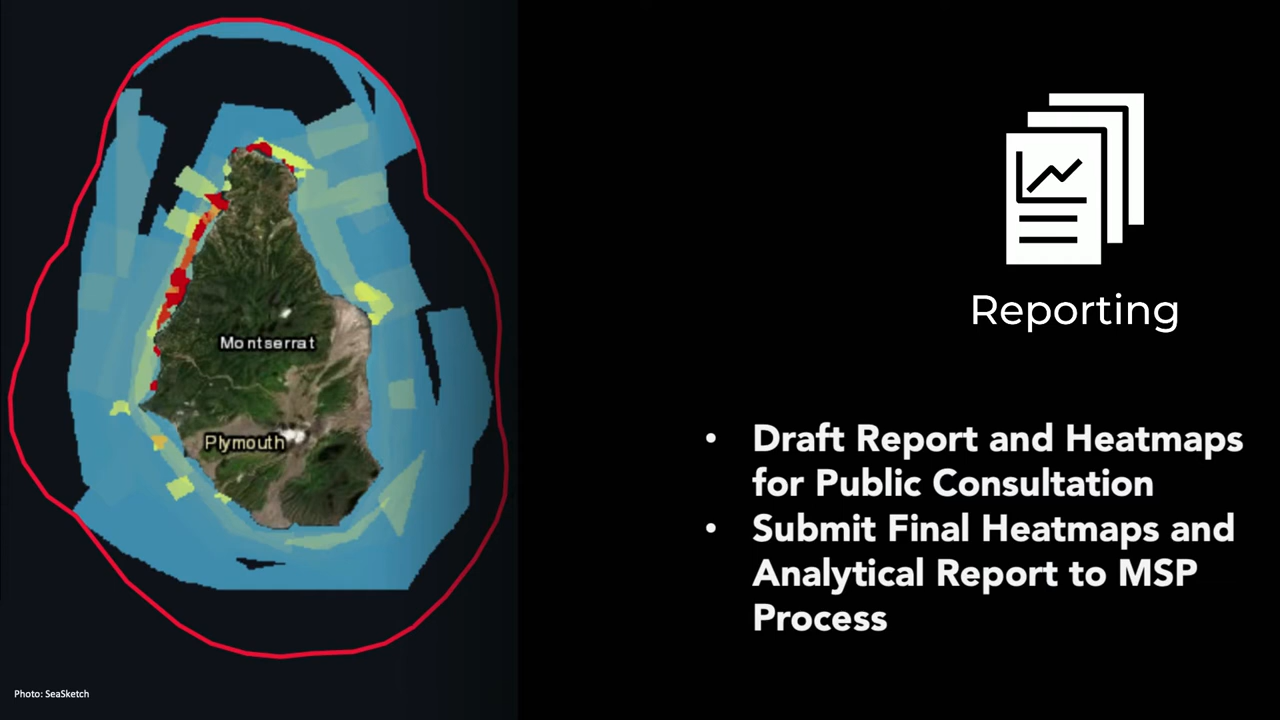 Montserrat
Plymouth
Photo: SeaSketch
Reporting
• Draft Report and Heatmaps
for Public Consultation
• Submit Final Heatmaps and
Analytical Report to MSP
Process